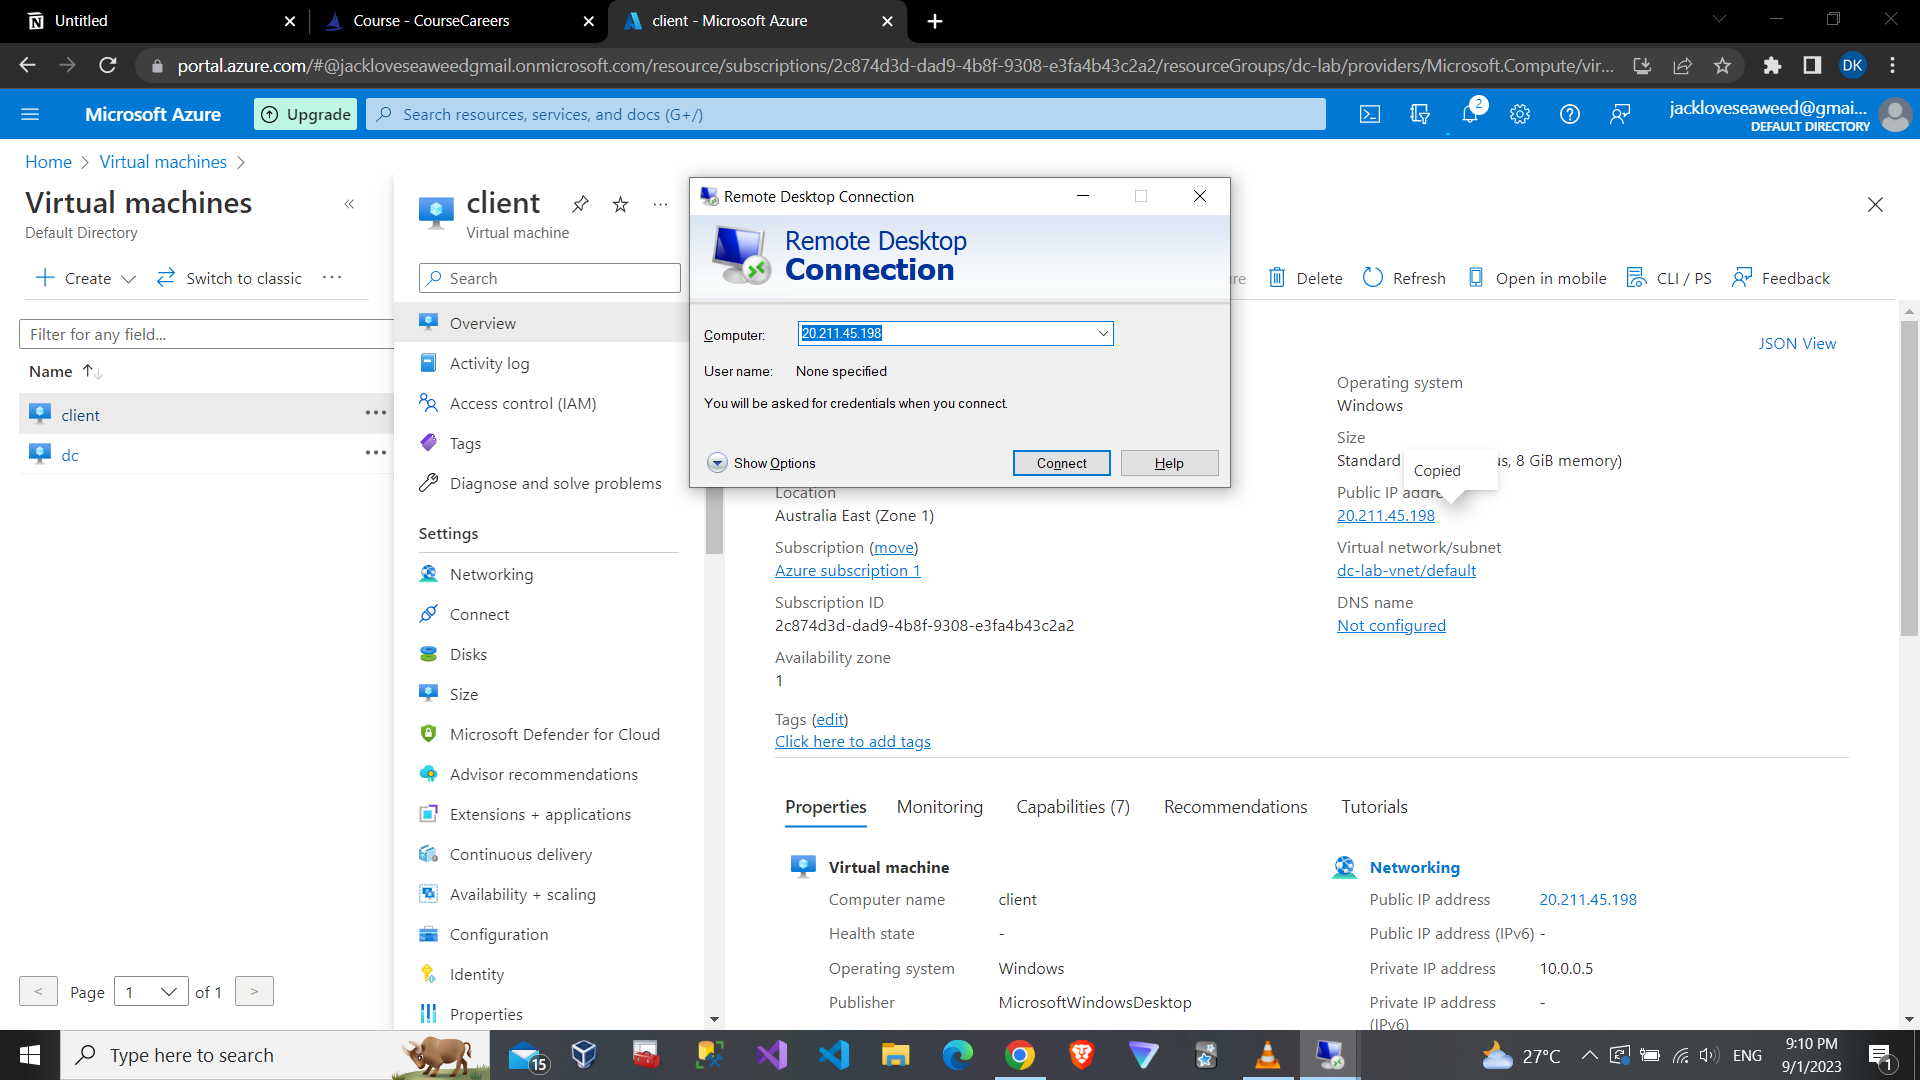 Untitled
Course - CourseCareers
client - Microsoft Azure
portal.azure.com/#@jackloveseaweedgmail.onmicrosoft.com/resource/subscriptions/2c874d3d-dad9-4b8f-9308-e3fa4b43c2a2/resourceGroups/dc-lab/providers/Microsoft.Compute/vir...
DK
Microsoft Azure
Upgrade
Search resources, services, and docs (G+/)
2
jackloveseaweed@gmai...
DEFAULT DIRECTORY
Home > Virtual machines >
Virtual machines
Default Directory
Create
Switch to classic
Filter for any field...
Name
client
dc
< Page 1 of 1 >
client
Virtual machine
Search
Overview
Activity log
Access control (IAM)
Tags
Diagnose and solve problems
Settings
Networking
Connect
Disks
Size
Microsoft Defender for Cloud
Advisor recommendations
Extensions + applications
Continuous delivery
Availability + scaling
Configuration
Identity
Properties
Remote Desktop Connection
Remote Desktop
Connection
Computer: 20.211.45.198
User name: None specified
You will be asked for credentials when you connect.
Show Options
Connect
Help
Delete
Refresh
Open in mobile
CLI / PS
Feedback
JSON View
Location
Australia East (Zone 1)
Subscription (move)
Azure subscription 1
Subscription ID
2c874d3d-dad9-4b8f-9308-e3fa4b43c2a2
Availability zone
1
Tags (edit)
Click here to add tags
Operating system
Windows
Size
Standard 8 GiB memory)
Copied
Public IP
20.211.45.198
Virtual network/subnet
dc-lab-vnet/default
DNS name
Not configured
Properties
Monitoring
Capabilities (7)
Recommendations
Tutorials
Virtual machine
Computer name client
Health state -
Operating system Windows
Publisher MicrosoftWindowsDesktop
Networking
Public IP address 20.211.45.198
Public IP address (IPv6) -
Private IP address 10.0.0.5
Private IP address -
(IPv6)
Type here to search
15
27°C
ENG
9:10 PM
9/1/2023
1